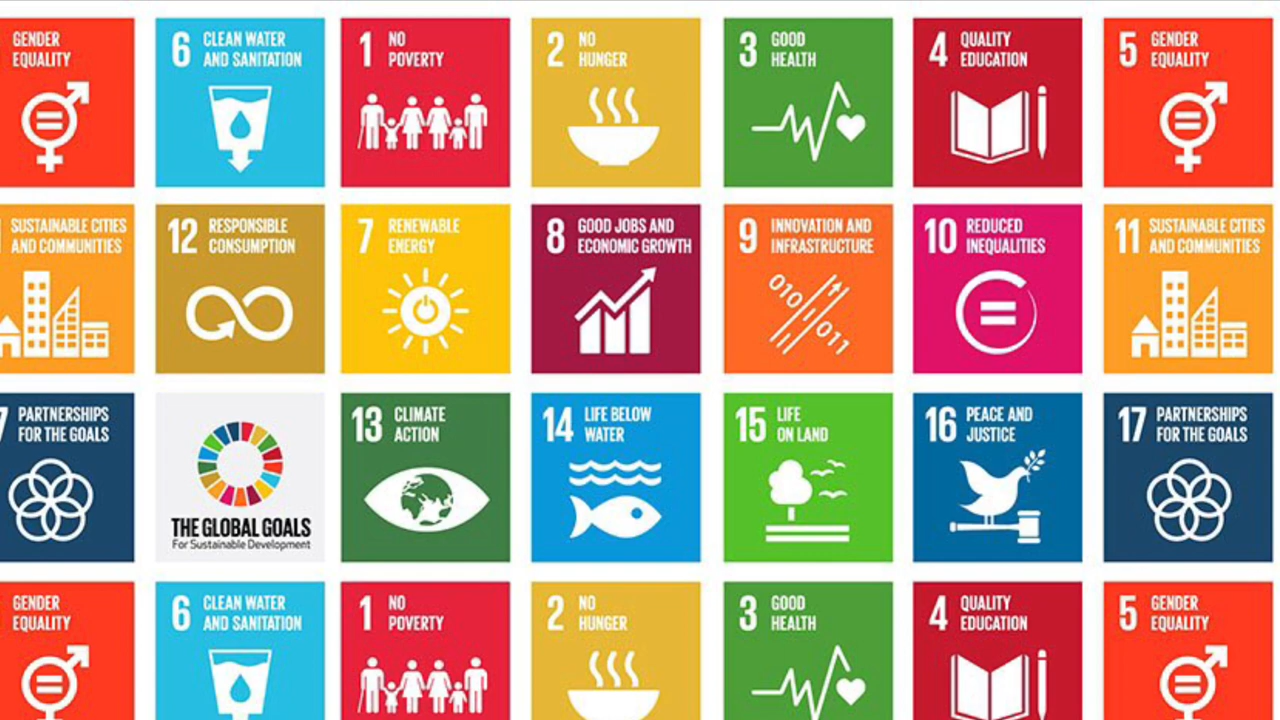 GENDER
EQUALITY
6 CLEAN WATER
AND SANITATION
1 NO
POVERTY
2 NO
HUNGER
3 GOOD
HEALTH
4 QUALITY
EDUCATION
5 GENDER
EQUALITY
SUSTAINABLE CITIES
AND COMMUNITIES
12 RESPONSIBLE
CONSUMPTION
7 RENEWABLE
ENERGY
8 GOOD JOBS AND
ECONOMIC GROWTH
9 INNOVATION AND
INFRASTRUCTURE
010
011
10 REDUCED
INEQUALITIES
11 SUSTAINABLE CITIES
AND COMMUNITIES
7 PARTNERSHIPS
FOR THE GOALS
THE GLOBAL GOALS
For Sustainable Development
13 CLIMATE
ACTION
14 LIFE BELOW
WATER
15 LIFE
ON LAND
16 PEACE AND
JUSTICE
17 PARTNERSHIPS
FOR THE GOALS
GENDER
EQUALITY
6 CLEAN WATER
AND SANITATION
1 NO
POVERTY
2 NO
HUNGER
3 GOOD
HEALTH
4 QUALITY
EDUCATION
5 GENDER
EQUALITY